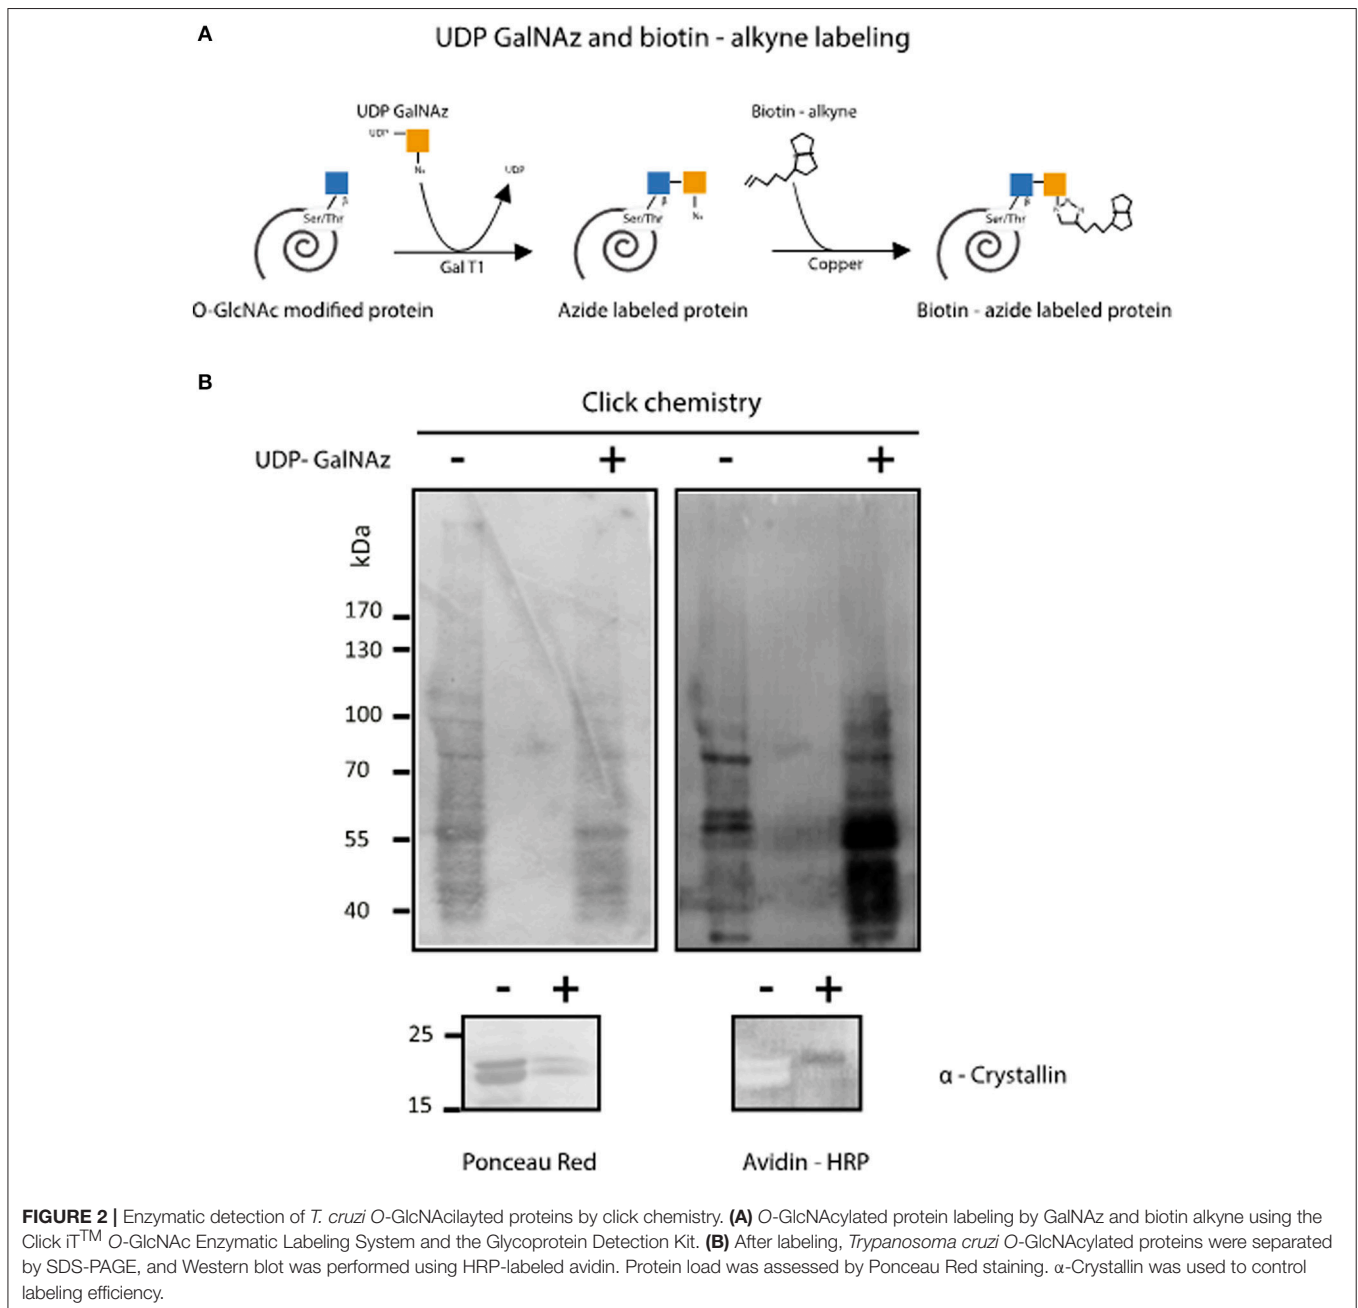 A
UDP GalNAz and biotin - alkyne labeling
UDP GalNAz
Biotin - alkyne
UDP
N₃
UDP
β
Ser/Thr
Gal T1
β
Ser/Thr
N₃
Copper
β
Ser/Thr
O-GlcNAc modified protein
Azide labeled protein
Biotin - azide labeled protein
B
Click chemistry
UDP- GalNAz - + - +
kDa
170
130
100
70
55
40
- + - +
25
15
α - Crystallin
Ponceau Red
Avidin - HRP
FIGURE 2 | Enzymatic detection of T. cruzi O-GlcNAcilayted proteins by click chemistry. (A) O-GlcNAcylated protein labeling by GalNAz and biotin alkyne using the
Click iT™ O-GlcNAc Enzymatic Labeling System and the Glycoprotein Detection Kit. (B) After labeling, Trypanosoma cruzi O-GlcNAcylated proteins were separated
by SDS-PAGE, and Western blot was performed using HRP-labeled avidin. Protein load was assessed by Ponceau Red staining. α-Crystallin was used to control
labeling efficiency.